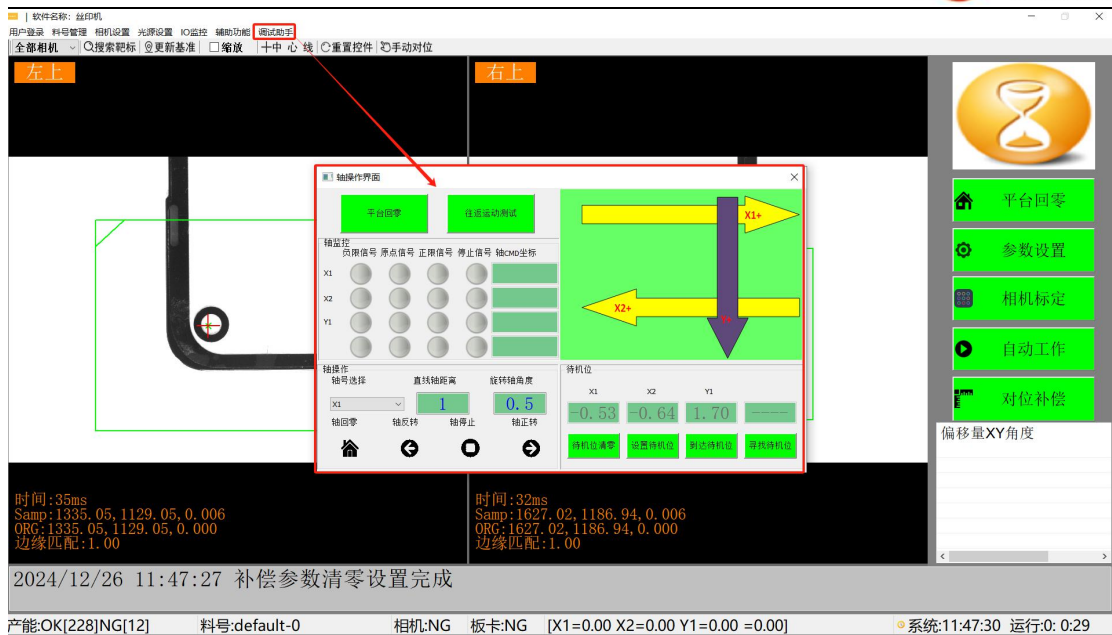 软件名称：丝印机
用户登录 料号管理 相机设置 光源设置 IO监控 辅助功能 调试助手
全部相机 搜索靶标 更新基准 缩放 十中 心 线 重置控件 手动对位
左上
右上
轴操作界面
平台回零 往返运动测试
X1+
X2+
轴监控
负限信号 原点信号 正限信号 停止信号 轴CMD坐标
X1
X2
Y1
轴操作
轴号选择 直线轴距离 旋转轴角度
X1 1 0.5
轴回零 轴反转 轴停止 轴正转
待机位
X1 X2 Y1
-0.53 -0.64 1.70 ----
待机位清零 设置待机位 到达待机位 寻找待机位
平台回零
参数设置
相机标定
自动工作
对位补偿
偏移量XY角度
时间:35ms
Samp:1335.05,1129.05,0.006
ORG:1335.05,1129.05,0.000
边缘匹配:1.00
时间:32ms
Samp:1627.02,1186.94,0.006
ORG:1627.02,1186.94,0.000
边缘匹配:1.00
2024/12/26 11:47:27 补偿参数清零设置完成
产能:OK[228]NG[12] 料号:default-0 相机:NG 板卡:NG [X1=0.00 X2=0.00 Y1=0.00 =0.00] 系统:11:47:30 运行:0: 0:29